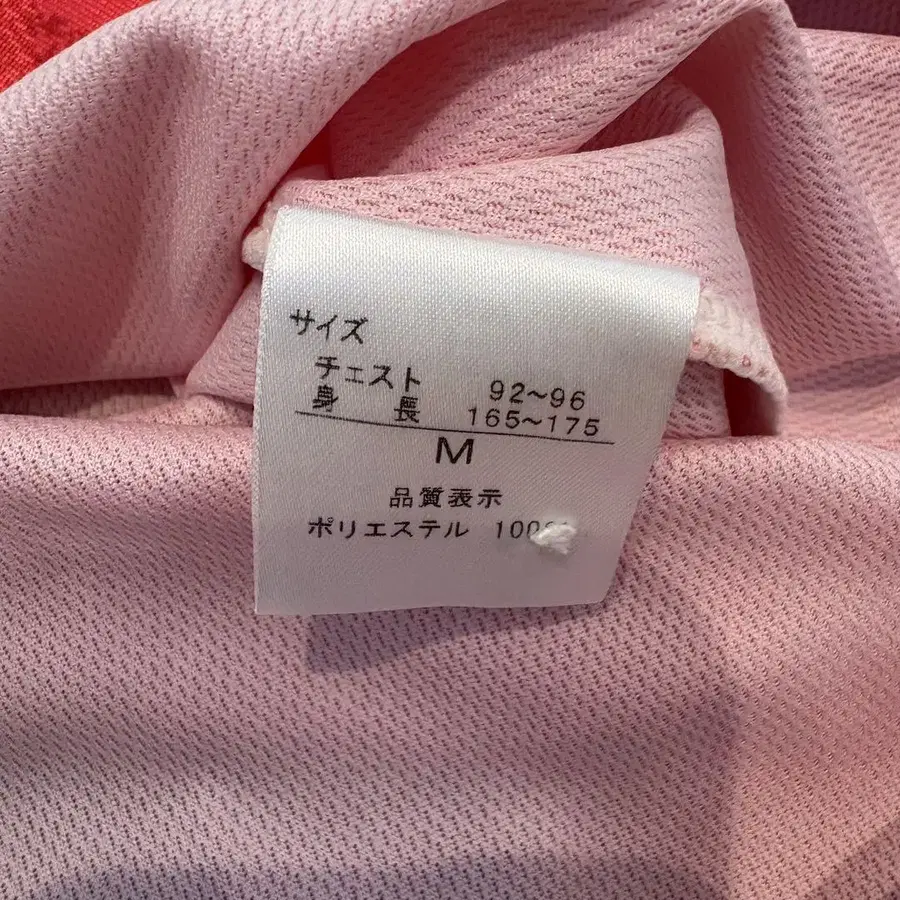 サイズ
チェスト 92~96
身長 165~175
M
品質表示
ポリエステル 100